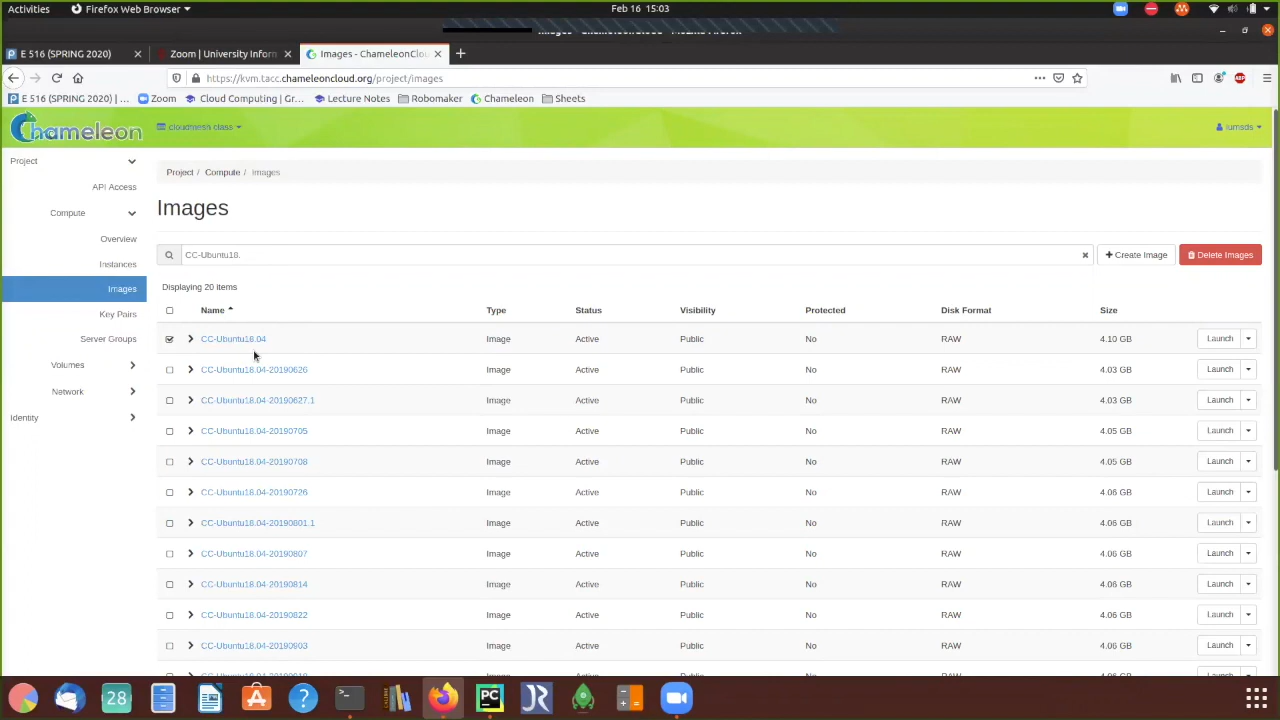 Activities Firefox Web Browser Feb 16 15:03
E 516 (SPRING 2020) Zoom | University Inform Images - ChameleonClou
https://kvm.tacc.chameleoncloud.org/project/images
E 516 (SPRING 2020) | ... Zoom Cloud Computing | Gr... Lecture Notes Robomaker Chameleon Sheets
Chameleon cloudmesh class iumsds
Project
API Access
Compute
Overview
Instances
Images
Key Pairs
Server Groups
Volumes
Network
Identity
Project / Compute / Images
Images
CC-Ubuntu18. Create Image Delete Images
Displaying 20 items
Name Type Status Visibility Protected Disk Format Size
CC-Ubuntu18.04 Image Active Public No RAW 4.10 GB Launch
CC-Ubuntu18.04-20190626 Image Active Public No RAW 4.03 GB Launch
CC-Ubuntu18.04-20190627.1 Image Active Public No RAW 4.03 GB Launch
CC-Ubuntu18.04-20190705 Image Active Public No RAW 4.05 GB Launch
CC-Ubuntu18.04-20190708 Image Active Public No RAW 4.05 GB Launch
CC-Ubuntu18.04-20190726 Image Active Public No RAW 4.06 GB Launch
CC-Ubuntu18.04-20190801.1 Image Active Public No RAW 4.06 GB Launch
CC-Ubuntu18.04-20190807 Image Active Public No RAW 4.06 GB Launch
CC-Ubuntu18.04-20190814 Image Active Public No RAW 4.06 GB Launch
CC-Ubuntu18.04-20190822 Image Active Public No RAW 4.06 GB Launch
CC-Ubuntu18.04-20190903 Image Active Public No RAW 4.06 GB Launch
28 PC JR